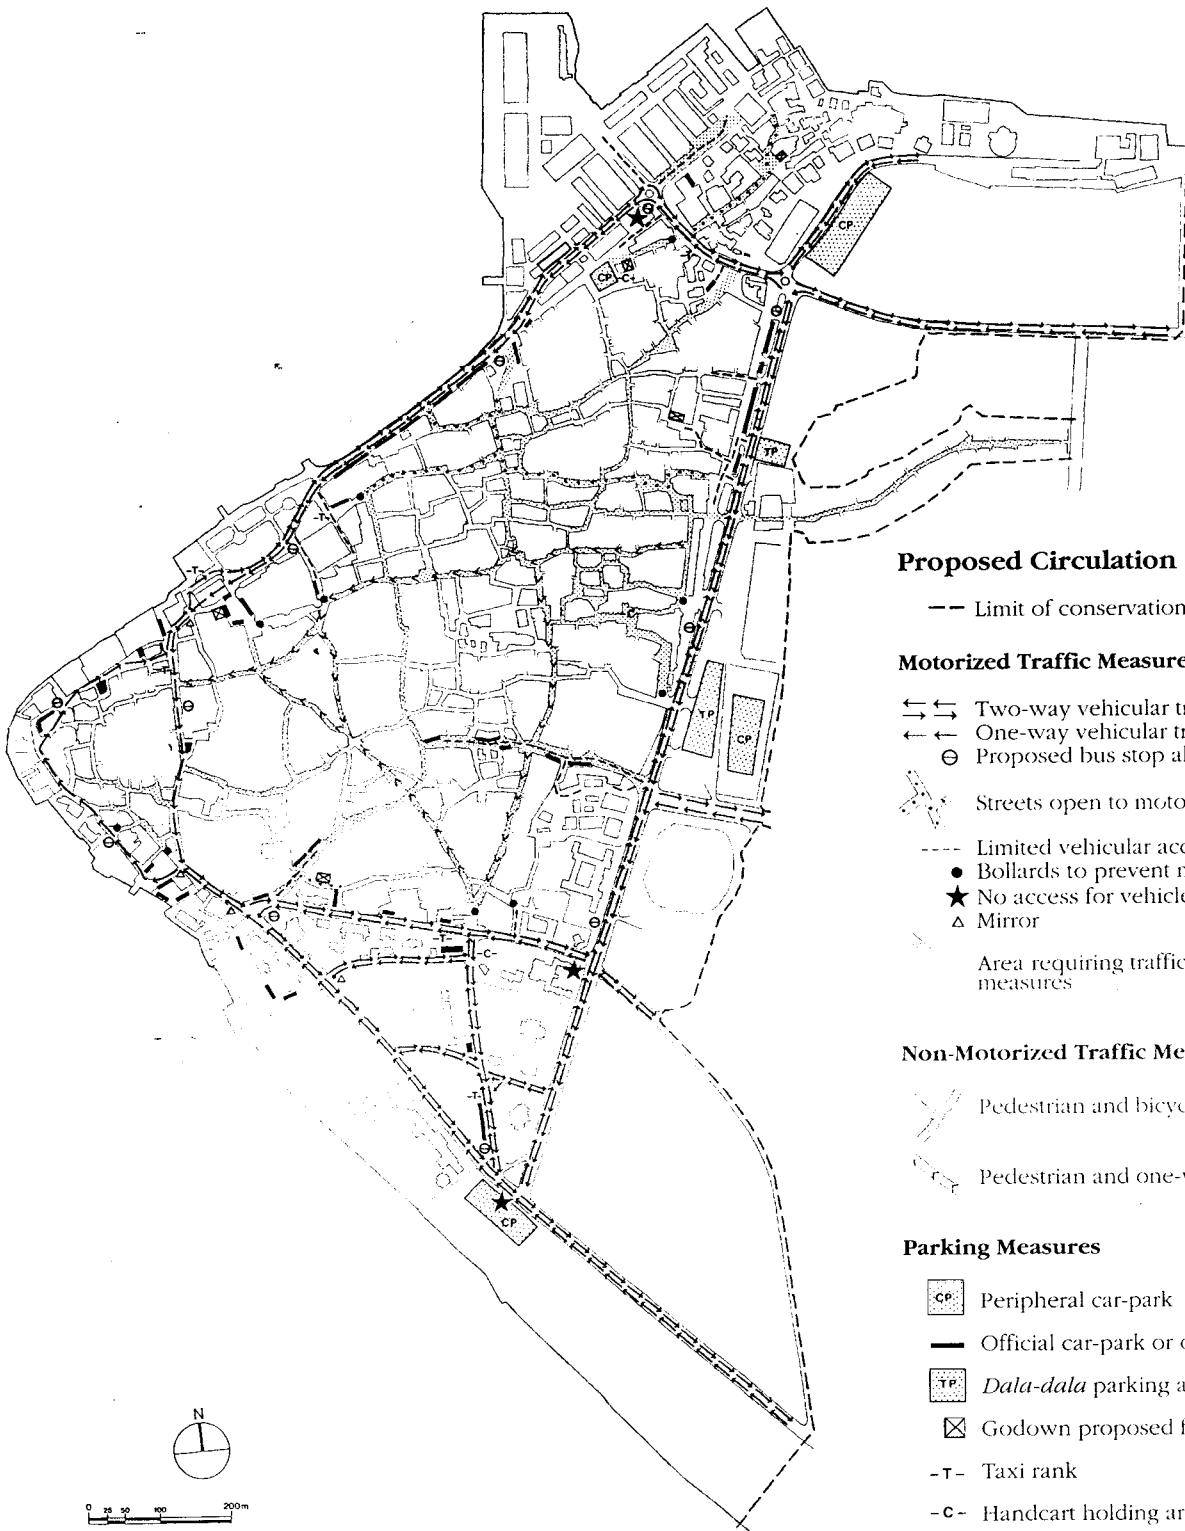 CP
CP
-C-
TP
-T-
-T-
TP
CP
T-
-C-
-T-
CP
Proposed Circulation
Limit of conservation
Motorized Traffic Measure
Two-way vehicular tr
One-way vehicular tr
Proposed bus stop al
Streets open to moto
Limited vehicular acc
Bollards to prevent
No access for vehicle
Mirror
Area requiring traffic
measures
Non-Motorized Traffic Me
Pedestrian and bicyc
Pedestrian and one-
Parking Measures
CP Peripheral car-park
Official car-park or
TP Dala-dala parking a
Godown proposed f
-T- Taxi rank
-C- Handcart holding ar
N
0 25 50 100 200m